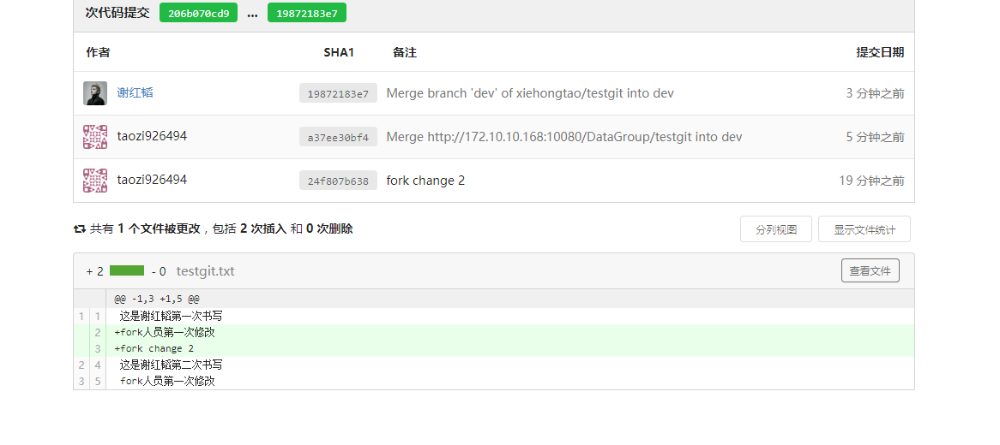 次代码提交 206b070cd9 ... 19872183e7
作者 SHA1 备注 提交日期
谢红韬 19872183e7 Merge branch 'dev' of xiehongtao/testgit into dev 3 分钟之前
taozi926494 a37ee30bf4 Merge http://172.10.10.168:10080/DataGroup/testgit into dev 5 分钟之前
taozi926494 24f807b638 fork change 2 19 分钟之前
共有 1 个文件被更改，包括 2 次插入 和 0 次删除 分列视图 显示文件统计
+ 2 - 0 testgit.txt 查看文件
@@ -1,3 +1,5 @@
1 1 这是谢红韬第一次书写
2 +fork人员第一次修改
3 +fork change 2
2 4 这是谢红韬第二次书写
3 5 fork人员第一次修改